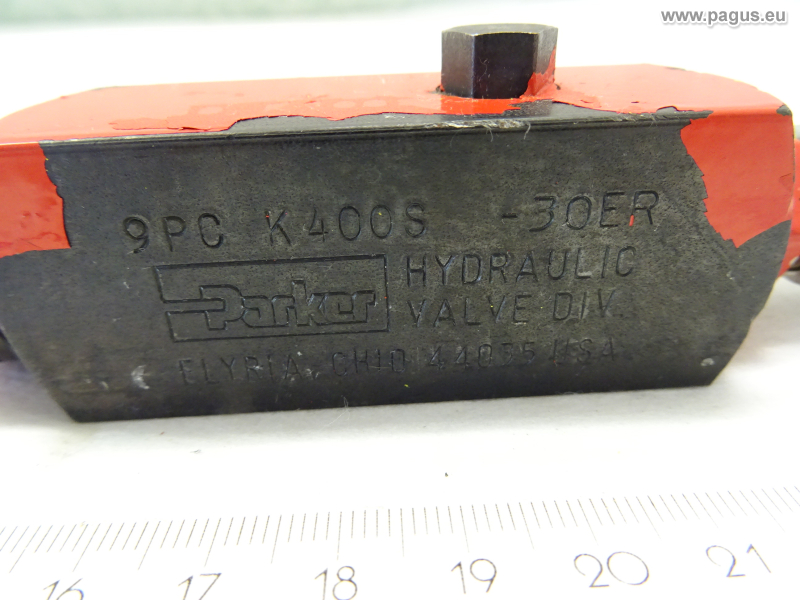 www.pagus.eu
9PC K400S -30ER
Parker HYDRAULIC
VALVE DIV.
ELYRIA, OHIO 44035 USA
16 17 18 19 20 21